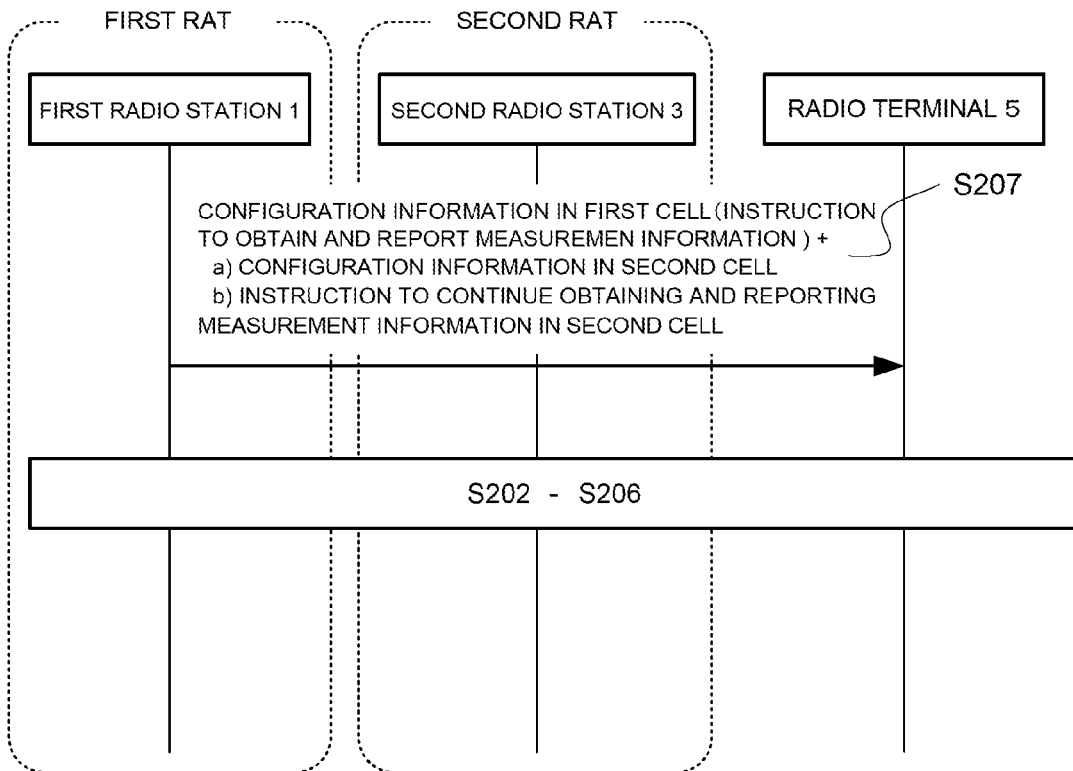 FIRST RAT
SECOND RAT
FIRST RADIO STATION 1
SECOND RADIO STATION 3
RADIO TERMINAL 5
S207
CONFIGURATION INFORMATION IN FIRST CELL(INSTRUCTION
TO OBTAIN AND REPORT MEASUREMEN INFORMATION ) +
a) CONFIGURATION INFORMATION IN SECOND CELL
b) INSTRUCTION TO CONTINUE OBTAINING AND REPORTING
MEASUREMENT INFORMATION IN SECOND CELL
S202 - S206